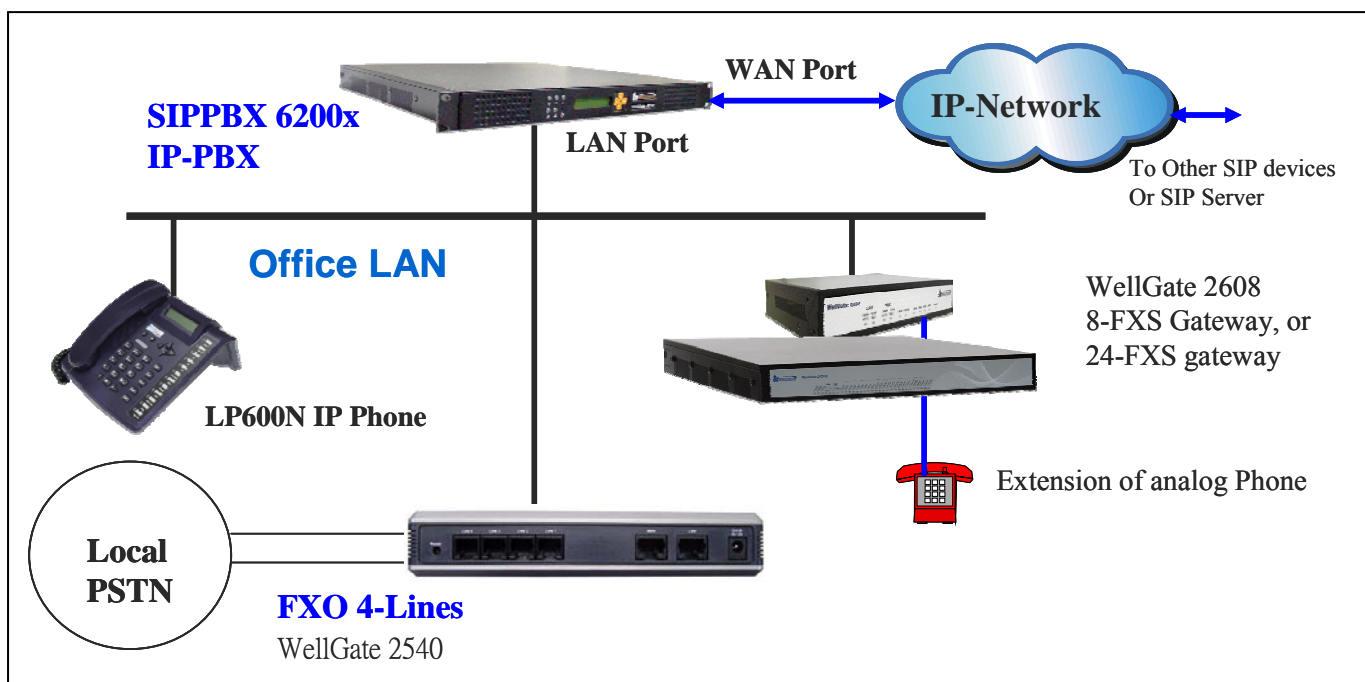 WAN Port
IP-Network
SIPPBX 6200x
IP-PBX
LAN Port
To Other SIP devices
Or SIP Server
Office LAN
WellGate 2608
8-FXS Gateway, or
24-FXS gateway
LP600N IP Phone
Extension of analog Phone
Local
PSTN
FXO 4-Lines
WellGate 2540